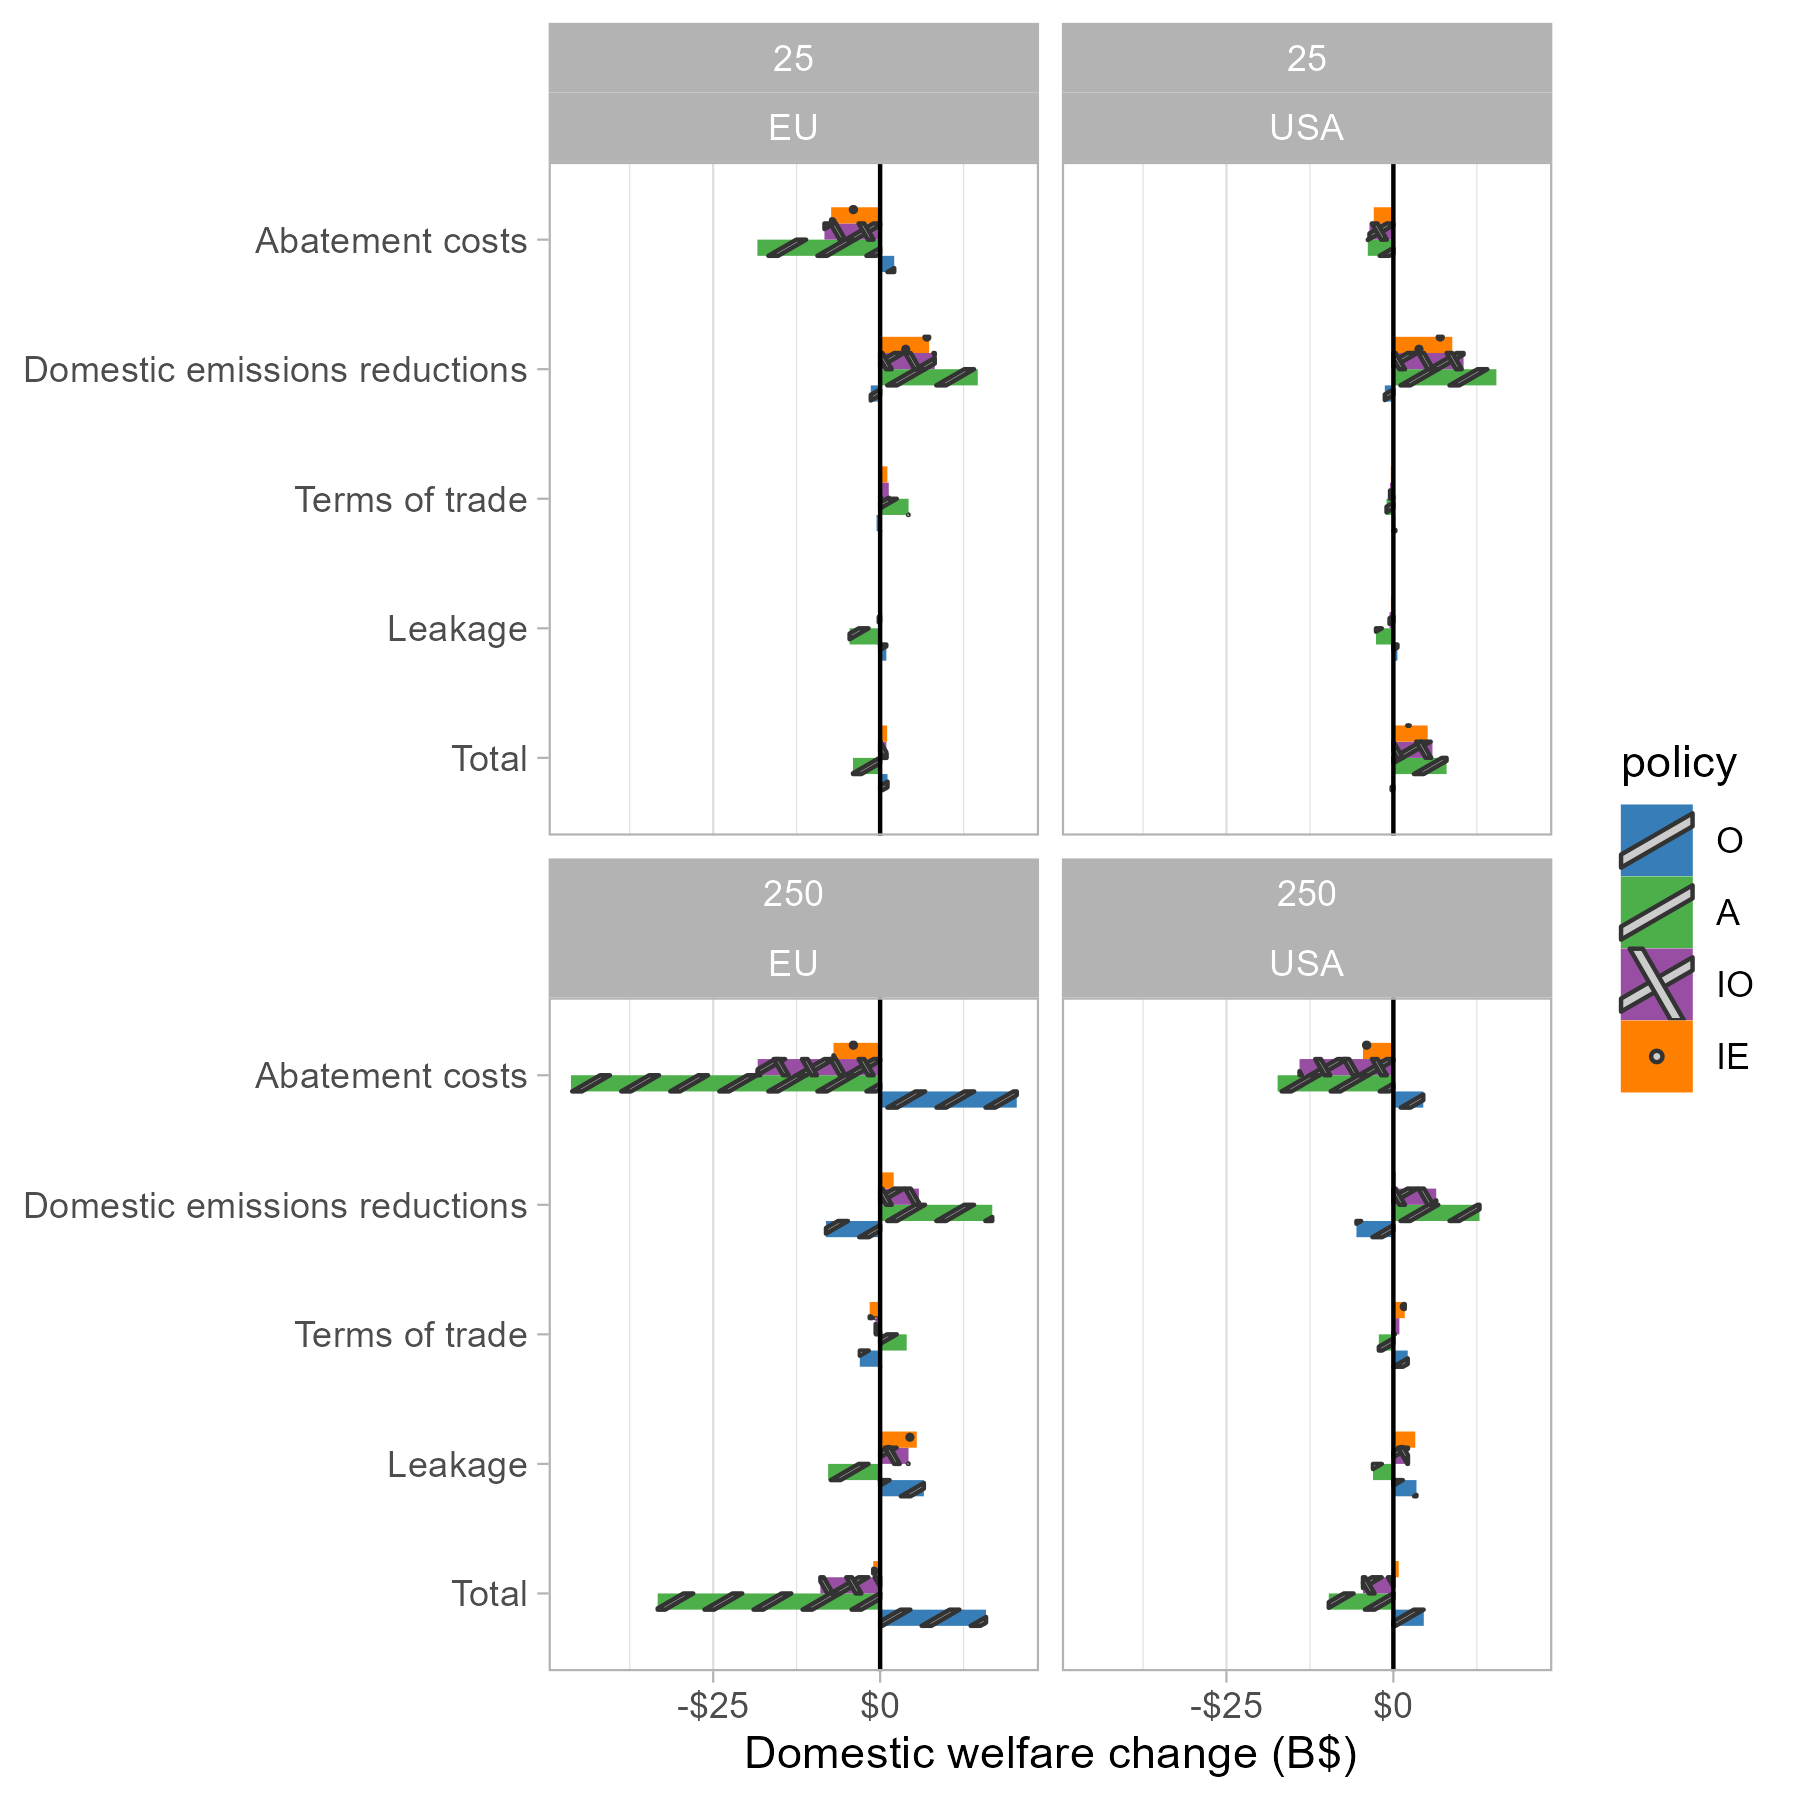 25
25
EU
USA
Abatement costs
Domestic emissions reductions
Terms of trade
Leakage
Total
250
250
EU
USA
Abatement costs
Domestic emissions reductions
Terms of trade
Leakage
Total
-$25
$0
-$25
$0
Domestic welfare change (B$)
policy
O
A
IO
IE